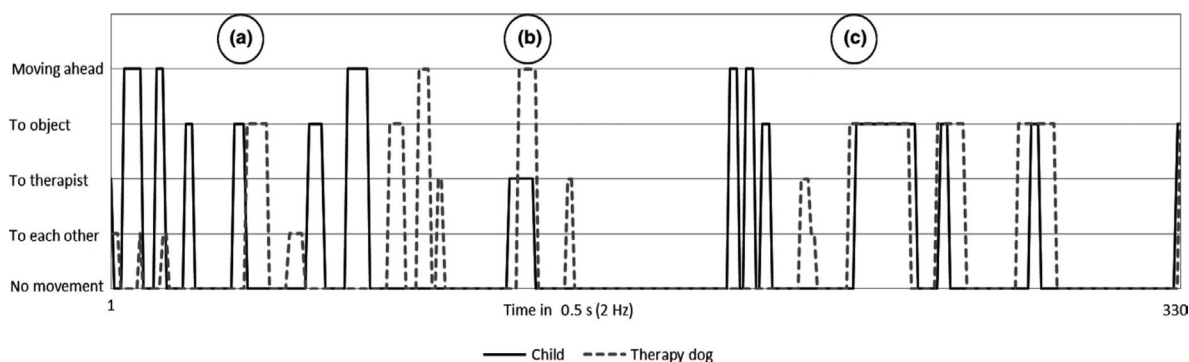 (a) (b) (c)
Moving ahead
To object
To therapist
To each other
No movement
1 Time in 0.5 s (2 Hz) 330
Child Therapy dog